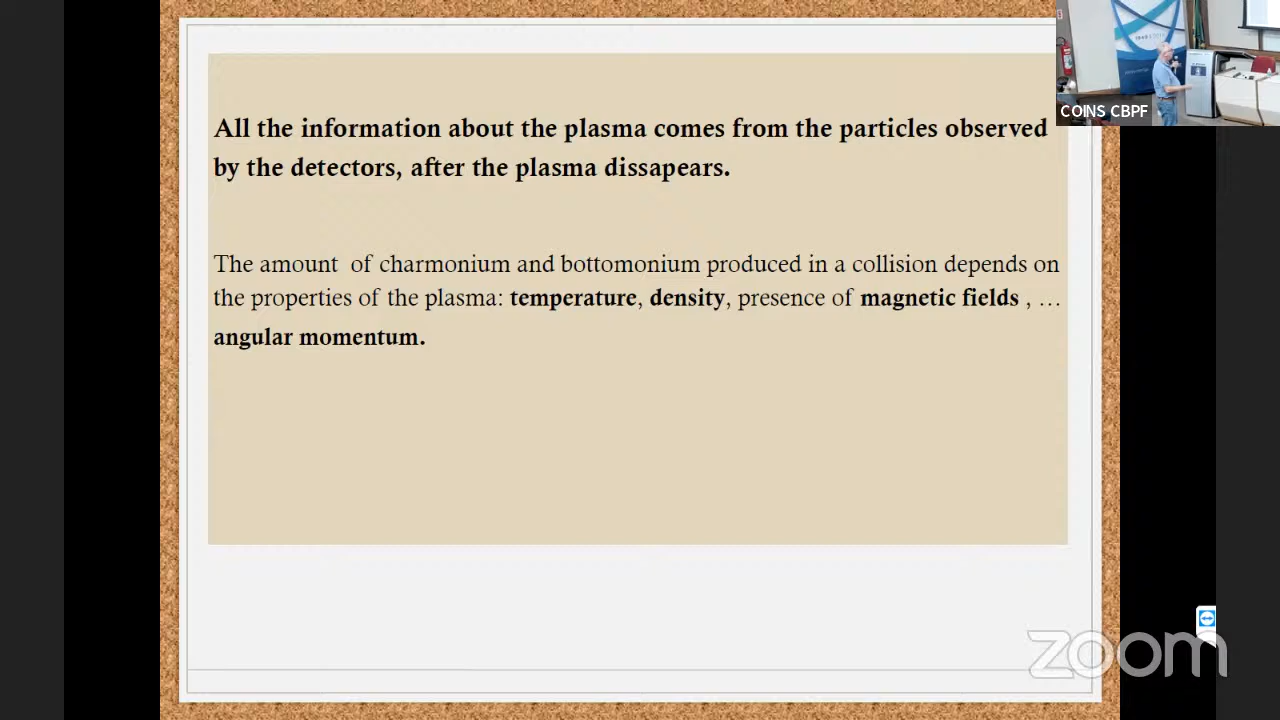 All the information about the plasma comes from the particles observed
by the detectors, after the plasma dissapears.
The amount of charmonium and bottomonium produced in a collision depends on
the properties of the plasma: temperature, density, presence of magnetic fields , …
angular momentum.
COINS CBPF
zoom